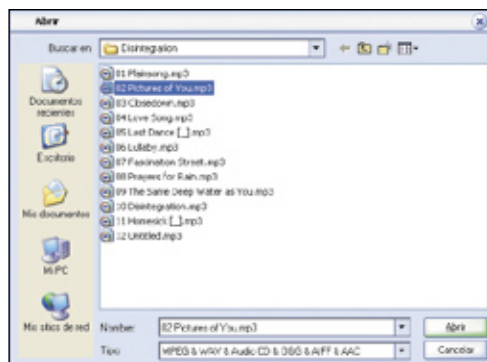 Abrir
Buscar en: Disintegration
01 Plainsong.mp3
02 Pictures of You.mp3
03 Closedown.mp3
04 Love Song.mp3
05 Last Dance [_].mp3
06 Lullaby.mp3
07 Fascination Street.mp3
08 Prayers for Rain.mp3
09 The Same Deep Water as You.mp3
10 Disintegration.mp3
11 Homesick [_].mp3
12 Untitled.mp3
Documentos
recientes
Escritorio
Mis documentos
Mi PC
Mis sitios de red
Nombre: 02 Pictures of You.mp3
Abrir
Tipo: MPEG & WAV & Audio CD & OGG & AIFF & AAC
Cancelar